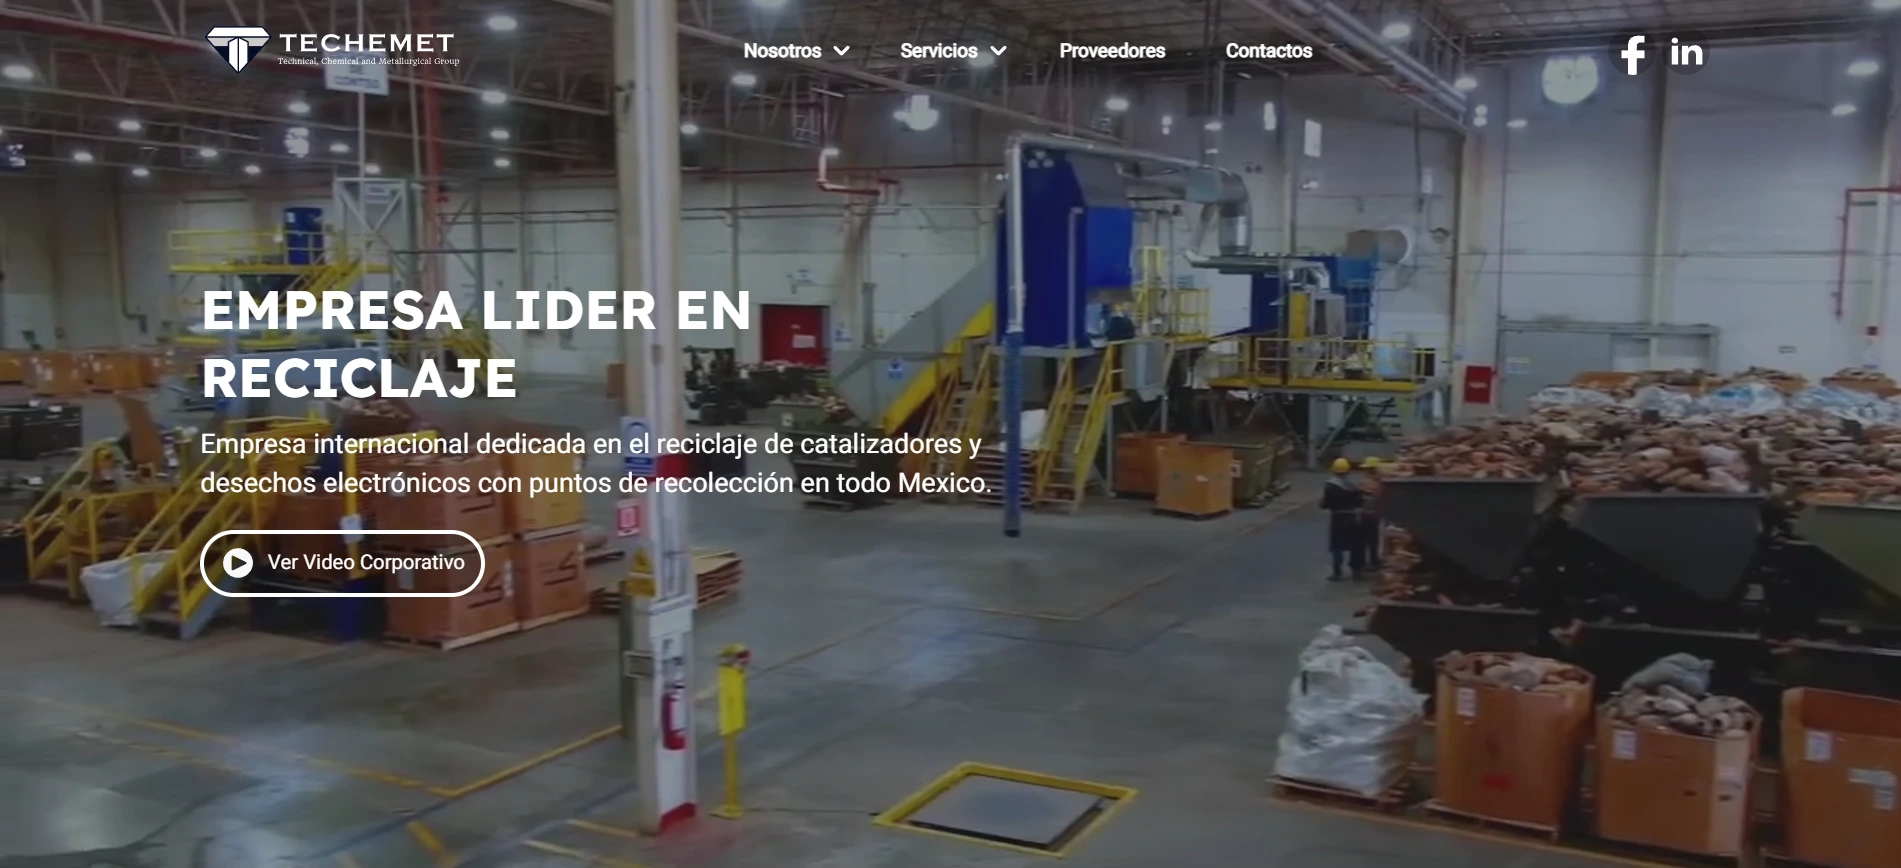 TECHEMET
Technical, Chemical and Metallurgical Group
Nosotros
Servicios
Proveedores
Contactos
f
in
EMPRESA LIDER EN
RECICLAJE
Empresa internacional dedicada en el reciclaje de catalizadores y
desechos electrónicos con puntos de recolección en todo Mexico.
Ver Video Corporativo